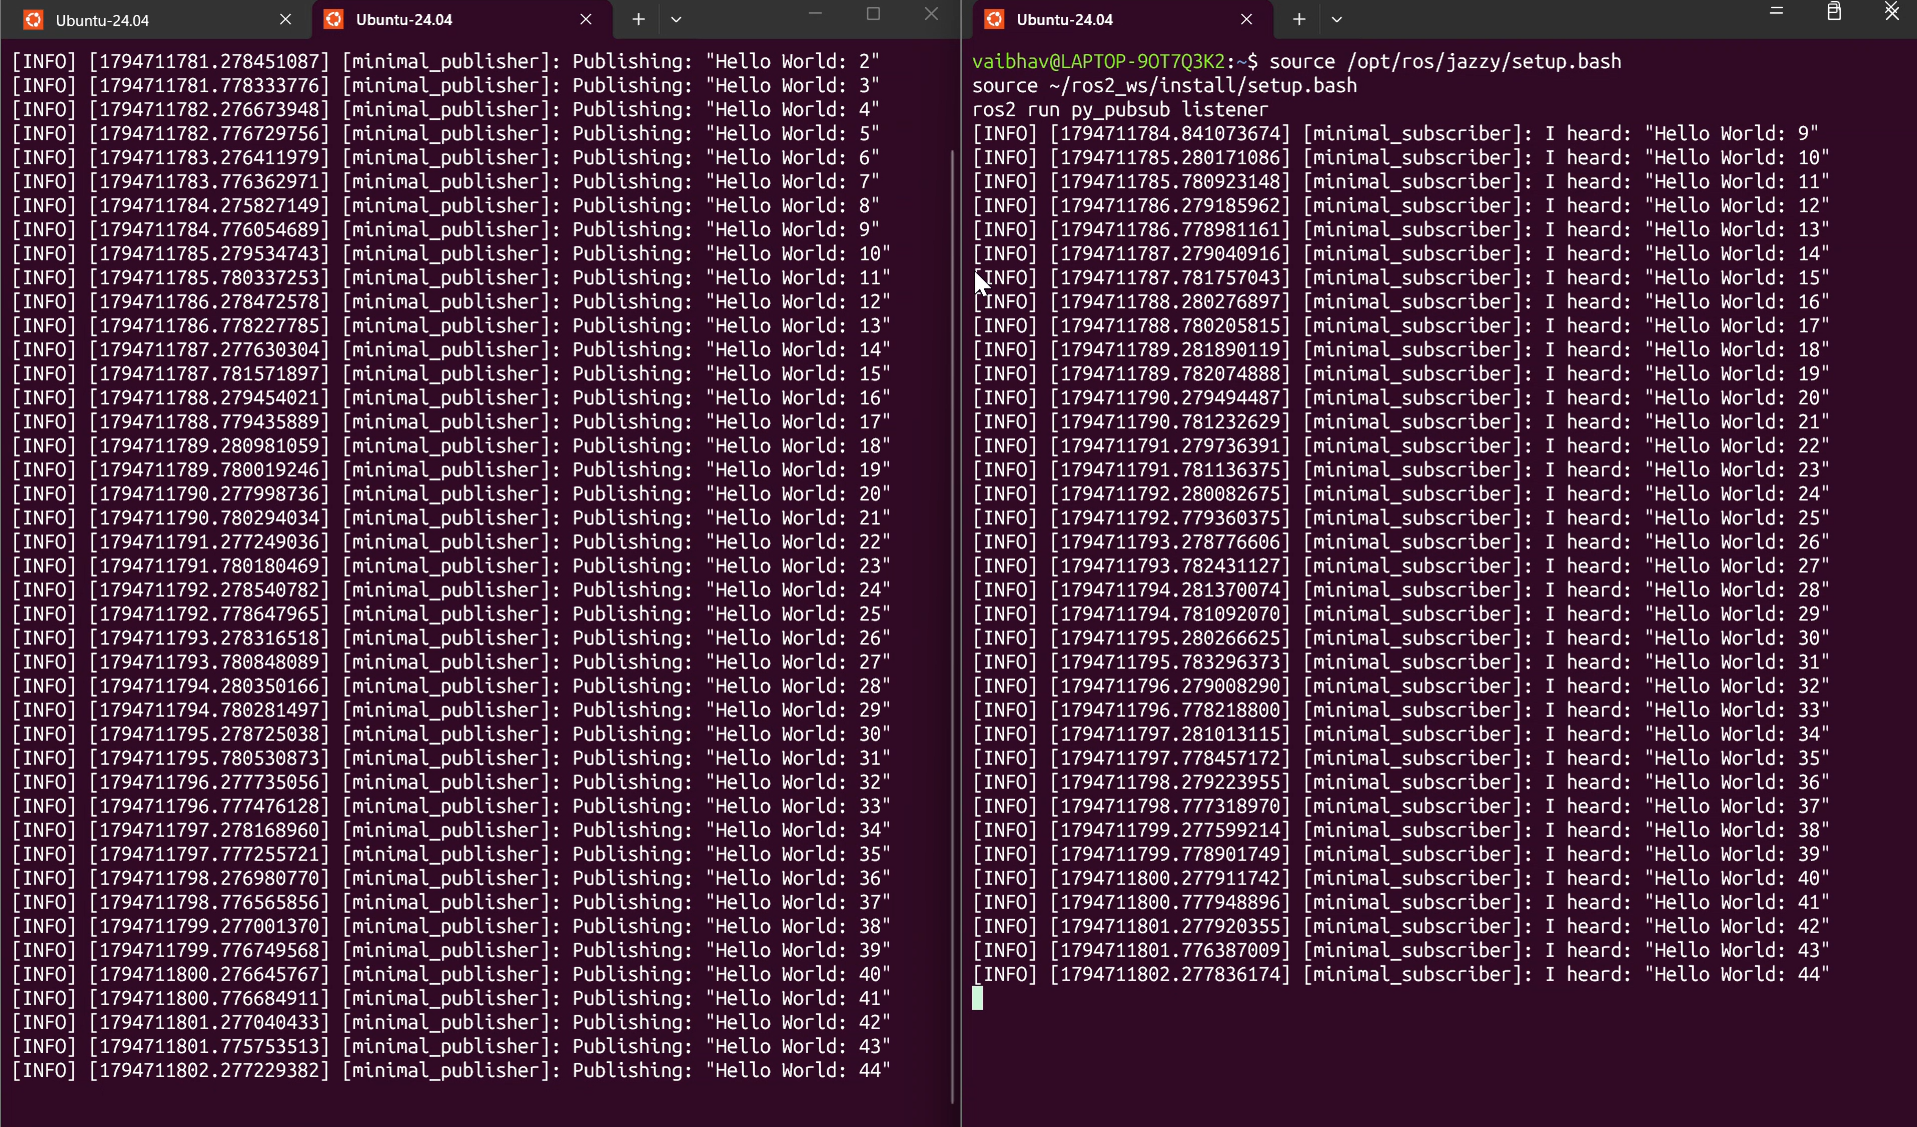 Ubuntu-24.04
Ubuntu-24.04
[INFO] [1794711781.278451087] [minimal_publisher]: Publishing: "Hello World: 2"
[INFO] [1794711781.778333776] [minimal_publisher]: Publishing: "Hello World: 3"
[INFO] [1794711782.276673948] [minimal_publisher]: Publishing: "Hello World: 4"
[INFO] [1794711782.776729756] [minimal_publisher]: Publishing: "Hello World: 5"
[INFO] [1794711783.276411979] [minimal_publisher]: Publishing: "Hello World: 6"
[INFO] [1794711783.776362971] [minimal_publisher]: Publishing: "Hello World: 7"
[INFO] [1794711784.275827149] [minimal_publisher]: Publishing: "Hello World: 8"
[INFO] [1794711784.776054689] [minimal_publisher]: Publishing: "Hello World: 9"
[INFO] [1794711785.279534743] [minimal_publisher]: Publishing: "Hello World: 10"
[INFO] [1794711785.780337253] [minimal_publisher]: Publishing: "Hello World: 11"
[INFO] [1794711786.278472578] [minimal_publisher]: Publishing: "Hello World: 12"
[INFO] [1794711786.778227785] [minimal_publisher]: Publishing: "Hello World: 13"
[INFO] [1794711787.277630304] [minimal_publisher]: Publishing: "Hello World: 14"
[INFO] [1794711787.781571897] [minimal_publisher]: Publishing: "Hello World: 15"
[INFO] [1794711788.279454021] [minimal_publisher]: Publishing: "Hello World: 16"
[INFO] [1794711788.779435889] [minimal_publisher]: Publishing: "Hello World: 17"
[INFO] [1794711789.280981059] [minimal_publisher]: Publishing: "Hello World: 18"
[INFO] [1794711789.780019246] [minimal_publisher]: Publishing: "Hello World: 19"
[INFO] [1794711790.277998736] [minimal_publisher]: Publishing: "Hello World: 20"
[INFO] [1794711790.780294034] [minimal_publisher]: Publishing: "Hello World: 21"
[INFO] [1794711791.277249036] [minimal_publisher]: Publishing: "Hello World: 22"
[INFO] [1794711791.780180469] [minimal_publisher]: Publishing: "Hello World: 23"
[INFO] [1794711792.278540782] [minimal_publisher]: Publishing: "Hello World: 24"
[INFO] [1794711792.778647965] [minimal_publisher]: Publishing: "Hello World: 25"
[INFO] [1794711793.278316518] [minimal_publisher]: Publishing: "Hello World: 26"
[INFO] [1794711793.780848089] [minimal_publisher]: Publishing: "Hello World: 27"
[INFO] [1794711794.280350166] [minimal_publisher]: Publishing: "Hello World: 28"
[INFO] [1794711794.780281497] [minimal_publisher]: Publishing: "Hello World: 29"
[INFO] [1794711795.278725038] [minimal_publisher]: Publishing: "Hello World: 30"
[INFO] [1794711795.780530873] [minimal_publisher]: Publishing: "Hello World: 31"
[INFO] [1794711796.277735056] [minimal_publisher]: Publishing: "Hello World: 32"
[INFO] [1794711796.777476128] [minimal_publisher]: Publishing: "Hello World: 33"
[INFO] [1794711797.278168960] [minimal_publisher]: Publishing: "Hello World: 34"
[INFO] [1794711797.777255721] [minimal_publisher]: Publishing: "Hello World: 35"
[INFO] [1794711798.276980770] [minimal_publisher]: Publishing: "Hello World: 36"
[INFO] [1794711798.776565856] [minimal_publisher]: Publishing: "Hello World: 37"
[INFO] [1794711799.277001370] [minimal_publisher]: Publishing: "Hello World: 38"
[INFO] [1794711799.776749568] [minimal_publisher]: Publishing: "Hello World: 39"
[INFO] [1794711800.276645767] [minimal_publisher]: Publishing: "Hello World: 40"
[INFO] [1794711800.776684911] [minimal_publisher]: Publishing: "Hello World: 41"
[INFO] [1794711801.277040433] [minimal_publisher]: Publishing: "Hello World: 42"
[INFO] [1794711801.775753513] [minimal_publisher]: Publishing: "Hello World: 43"
[INFO] [1794711802.277229382] [minimal_publisher]: Publishing: "Hello World: 44"
Ubuntu-24.04
vaibhav@LAPTOP-9OT7Q3K2:~$ source /opt/ros/jazzy/setup.bash
source ~/ros2_ws/install/setup.bash
ros2 run py_pubsub listener
[INFO] [1794711784.841073674] [minimal_subscriber]: I heard: "Hello World: 9"
[INFO] [1794711785.280171086] [minimal_subscriber]: I heard: "Hello World: 10"
[INFO] [1794711785.780923148] [minimal_subscriber]: I heard: "Hello World: 11"
[INFO] [1794711786.279185962] [minimal_subscriber]: I heard: "Hello World: 12"
[INFO] [1794711786.778981161] [minimal_subscriber]: I heard: "Hello World: 13"
[INFO] [1794711787.279040916] [minimal_subscriber]: I heard: "Hello World: 14"
[INFO] [1794711787.781757043] [minimal_subscriber]: I heard: "Hello World: 15"
[INFO] [1794711788.280276897] [minimal_subscriber]: I heard: "Hello World: 16"
[INFO] [1794711788.780205815] [minimal_subscriber]: I heard: "Hello World: 17"
[INFO] [1794711789.281890119] [minimal_subscriber]: I heard: "Hello World: 18"
[INFO] [1794711789.782074888] [minimal_subscriber]: I heard: "Hello World: 19"
[INFO] [1794711790.279494487] [minimal_subscriber]: I heard: "Hello World: 20"
[INFO] [1794711790.781232629] [minimal_subscriber]: I heard: "Hello World: 21"
[INFO] [1794711791.279736391] [minimal_subscriber]: I heard: "Hello World: 22"
[INFO] [1794711791.781136375] [minimal_subscriber]: I heard: "Hello World: 23"
[INFO] [1794711792.280082675] [minimal_subscriber]: I heard: "Hello World: 24"
[INFO] [1794711792.779360375] [minimal_subscriber]: I heard: "Hello World: 25"
[INFO] [1794711793.278776606] [minimal_subscriber]: I heard: "Hello World: 26"
[INFO] [1794711793.782431127] [minimal_subscriber]: I heard: "Hello World: 27"
[INFO] [1794711794.281370074] [minimal_subscriber]: I heard: "Hello World: 28"
[INFO] [1794711794.781092070] [minimal_subscriber]: I heard: "Hello World: 29"
[INFO] [1794711795.280266625] [minimal_subscriber]: I heard: "Hello World: 30"
[INFO] [1794711795.783296373] [minimal_subscriber]: I heard: "Hello World: 31"
[INFO] [1794711796.279008290] [minimal_subscriber]: I heard: "Hello World: 32"
[INFO] [1794711796.778218800] [minimal_subscriber]: I heard: "Hello World: 33"
[INFO] [1794711797.281013115] [minimal_subscriber]: I heard: "Hello World: 34"
[INFO] [1794711797.778457172] [minimal_subscriber]: I heard: "Hello World: 35"
[INFO] [1794711798.279223955] [minimal_subscriber]: I heard: "Hello World: 36"
[INFO] [1794711798.777318970] [minimal_subscriber]: I heard: "Hello World: 37"
[INFO] [1794711799.277599214] [minimal_subscriber]: I heard: "Hello World: 38"
[INFO] [1794711799.778901749] [minimal_subscriber]: I heard: "Hello World: 39"
[INFO] [1794711800.277911742] [minimal_subscriber]: I heard: "Hello World: 40"
[INFO] [1794711800.777948896] [minimal_subscriber]: I heard: "Hello World: 41"
[INFO] [1794711801.277920355] [minimal_subscriber]: I heard: "Hello World: 42"
[INFO] [1794711801.776387009] [minimal_subscriber]: I heard: "Hello World: 43"
[INFO] [1794711802.277836174] [minimal_subscriber]: I heard: "Hello World: 44"